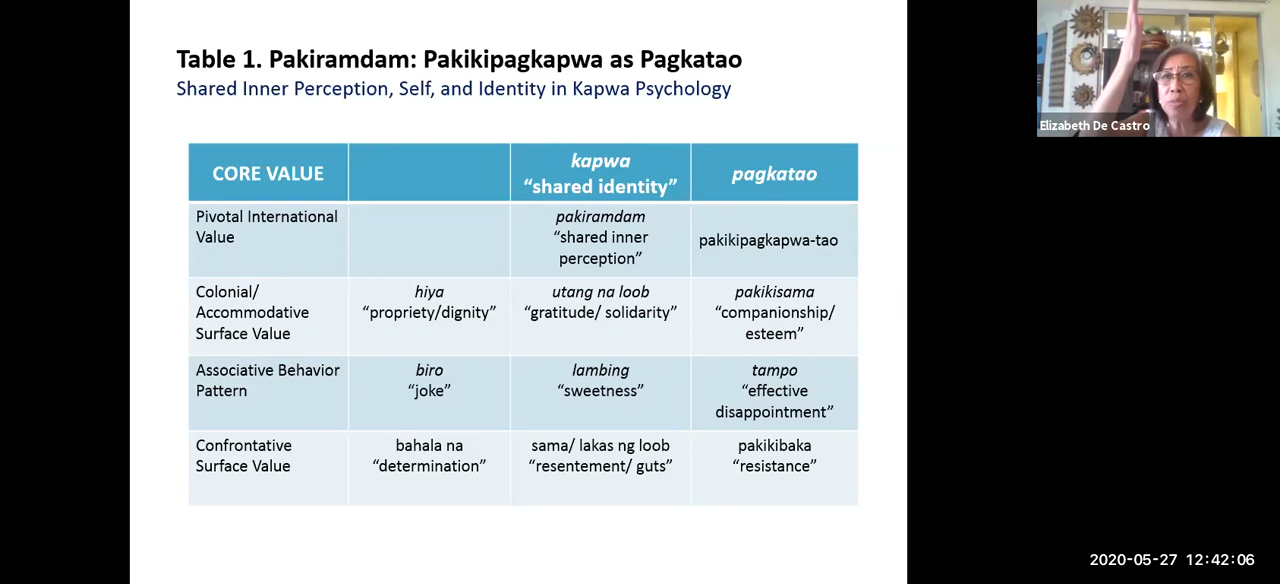 Table 1. Pakiramdam: Pakikipagkapwa as Pagkatao
Shared Inner Perception, Self, and Identity in Kapwa Psychology
Elizabeth De Castro
CORE VALUE
kapwa
“shared identity”
pagkatao
Pivotal International
Value
pakiramdam
“shared inner
perception”
pakikipagkapwa-tao
Colonial/
Accommodative
Surface Value
hiya
“propriety/dignity”
utang na loob
“gratitude/ solidarity”
pakikisama
“companionship/
esteem”
Associative Behavior
Pattern
biro
“joke”
lambing
“sweetness”
tampo
“effective
disappointment”
Confrontative
Surface Value
bahala na
“determination”
sama/ lakas ng loob
“resentement/ guts”
pakikibaka
“resistance”
2020-05-27 12:42:06